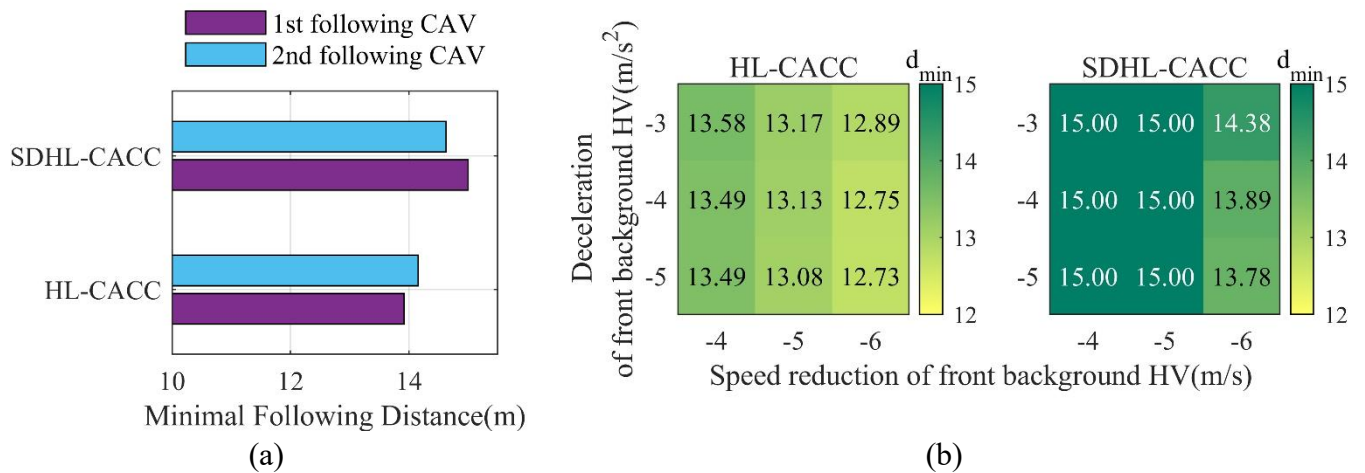 1st following CAV
2nd following CAV
SDHL-CACC
HL-CACC
10 12 14
Minimal Following Distance(m)
(a)
Deceleration
of front background HV(m/s²)
HL-CACC
d_min
-3 13.58 13.17 12.89
-4 13.49 13.13 12.75
-5 13.49 13.08 12.73
-4 -5 -6
15
14
13
12
SDHL-CACC
d_min
-3 15.00 15.00 14.38
-4 15.00 15.00 13.89
-5 15.00 15.00 13.78
-4 -5 -6
15
14
13
12
Speed reduction of front background HV(m/s)
(b)